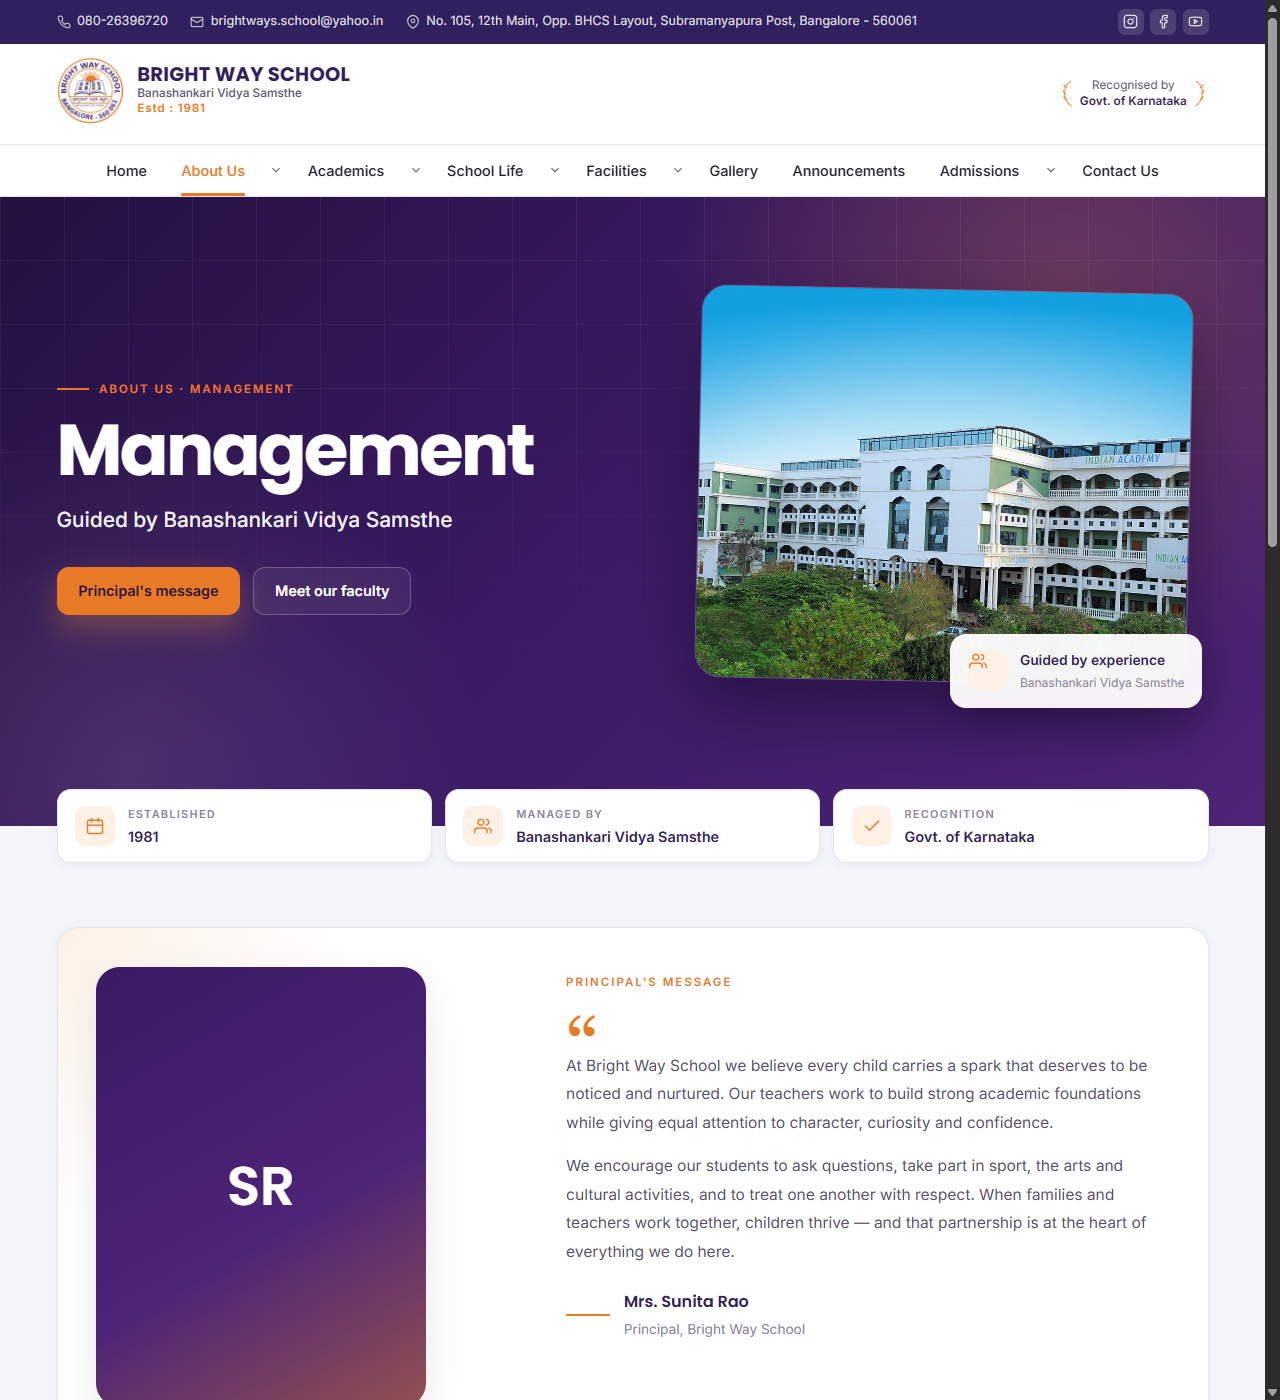 080-26396720
brightways.school@yahoo.in
No. 105, 12th Main, Opp. BHCS Layout, Subramanyapura Post, Bangalore - 560061
BRIGHT WAY SCHOOL
BANGALORE - 560 061
BRIGHT WAY SCHOOL
Banashankari Vidya Samsthe
Estd : 1981
Recognised by
Govt. of Karnataka
Home
About Us
Academics
School Life
Facilities
Gallery
Announcements
Admissions
Contact Us
ABOUT US · MANAGEMENT
Management
Guided by Banashankari Vidya Samsthe
Principal's message
Meet our faculty
INDIAN ACADEMY
Guided by experience
Banashankari Vidya Samsthe
ESTABLISHED
1981
MANAGED BY
Banashankari Vidya Samsthe
RECOGNITION
Govt. of Karnataka
SR
PRINCIPAL'S MESSAGE
“
At Bright Way School we believe every child carries a spark that deserves to be
noticed and nurtured. Our teachers work to build strong academic foundations
while giving equal attention to character, curiosity and confidence.
We encourage our students to ask questions, take part in sport, the arts and
cultural activities, and to treat one another with respect. When families and
teachers work together, children thrive — and that partnership is at the heart of
everything we do here.
Mrs. Sunita Rao
Principal, Bright Way School